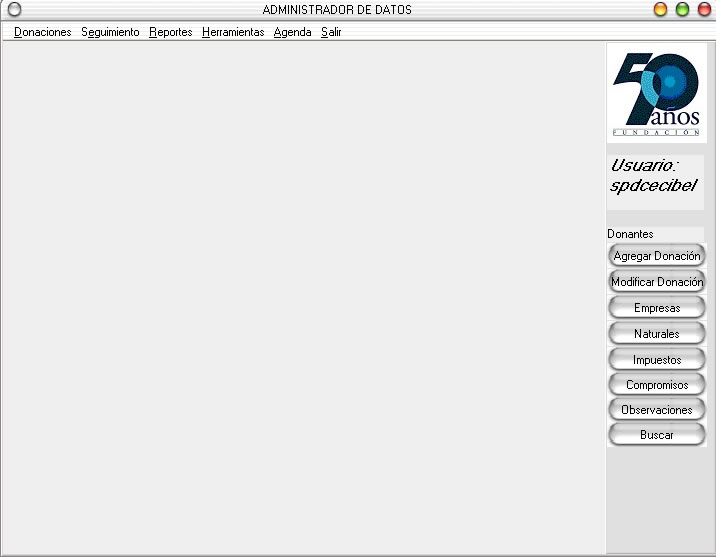 ADMINISTRADOR DE DATOS
Donaciones Seguimiento Reportes Herramientas Agenda Salir
50
años
FUNDACIÓN
Usuario:
spdcecibel
Donantes
Agregar Donación
Modificar Donación
Empresas
Naturales
Impuestos
Compromisos
Observaciones
Buscar